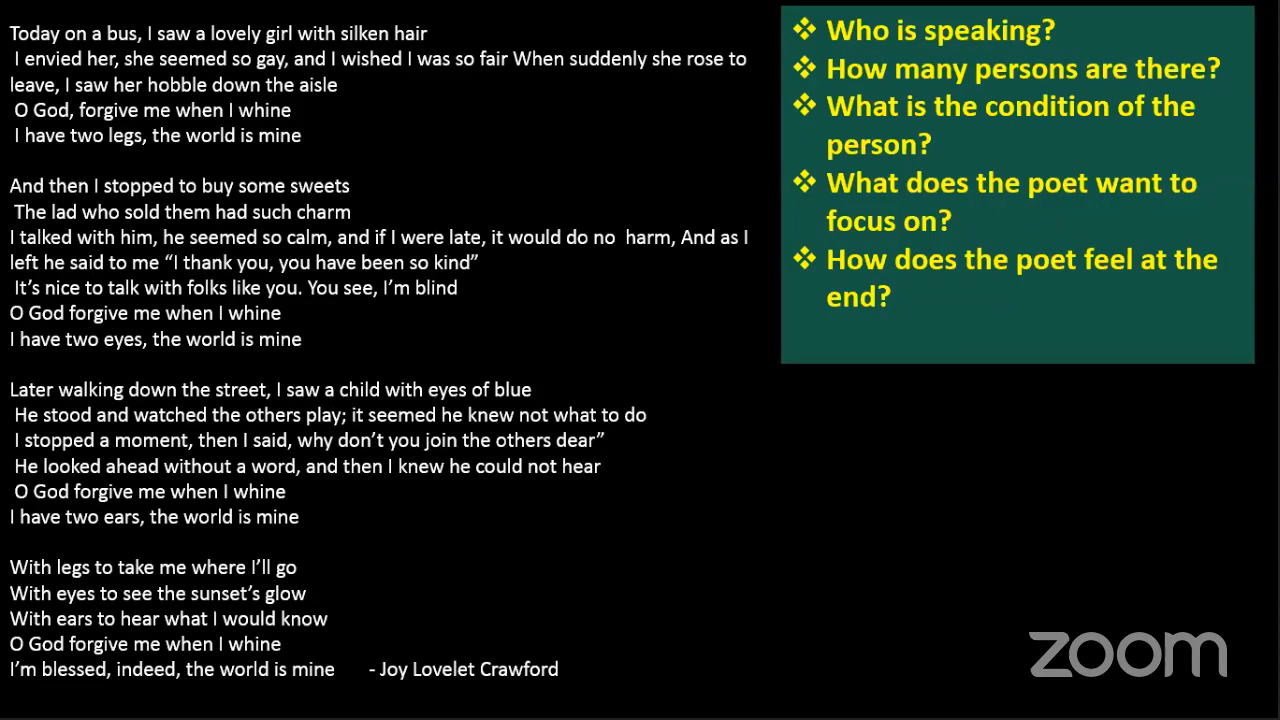 Today on a bus, I saw a lovely girl with silken hair
I envied her, she seemed so gay, and I wished I was so fair When suddenly she rose to
leave, I saw her hobble down the aisle
O God, forgive me when I whine
I have two legs, the world is mine
And then I stopped to buy some sweets
The lad who sold them had such charm
I talked with him, he seemed so calm, and if I were late, it would do no harm, And as I
left he said to me “I thank you, you have been so kind”
It’s nice to talk with folks like you. You see, I’m blind
O God forgive me when I whine
I have two eyes, the world is mine
Later walking down the street, I saw a child with eyes of blue
He stood and watched the others play; it seemed he knew not what to do
I stopped a moment, then I said, why don’t you join the others dear”
He looked ahead without a word, and then I knew he could not hear
O God forgive me when I whine
I have two ears, the world is mine
With legs to take me where I’ll go
With eyes to see the sunset’s glow
With ears to hear what I would know
O God forgive me when I whine
I’m blessed, indeed, the world is mine - Joy Lovelet Crawford
❖ Who is speaking?
❖ How many persons are there?
❖ What is the condition of the
person?
❖ What does the poet want to
focus on?
❖ How does the poet feel at the
end?
zoom